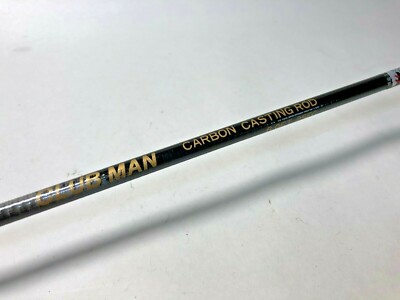 CLUB MAN CARBON CASTING ROD